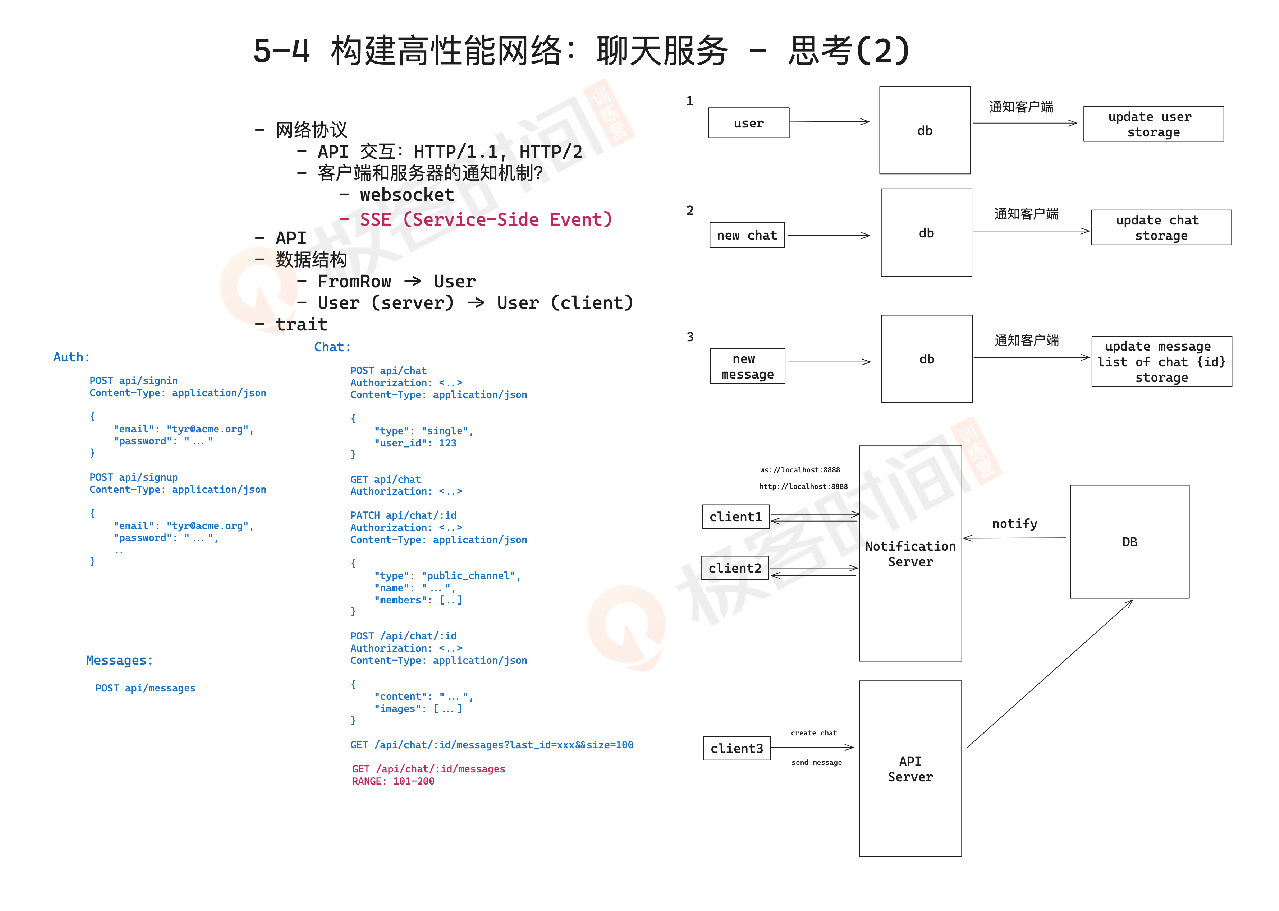 5-4 构建高性能网络: 聊天服务 - 思考(2)
- 网络协议
- API 交互: HTTP/1.1, HTTP/2
- 客户端和服务器的通知机制?
- websocket
- SSE (Service-Side Event)
- API
- 数据结构
- FromRow -> User
- User (server) -> User (client)
- trait
Auth:
POST api/signin
Content-Type: application/json
{
"email": "tyr@acme.org",
"password": "..."
}
POST api/signup
Content-Type: application/json
{
"email": "tyr@acme.org",
"password": "...",
..
}
Messages:
POST api/messages
Chat:
POST api/chat
Authorization: <..>
Content-Type: application/json
{
"type": "single",
"user_id": 123
}
GET api/chat
Authorization: <..>
PATCH api/chat/:id
Authorization: <..>
Content-Type: application/json
{
"type": "public_channel",
"name": "...",
"members": [..]
}
POST /api/chat/:id
Authorization: <..>
Content-Type: application/json
{
"content": "...",
"images": [...]
}
GET /api/chat/:id/messages?last_id=xxx&&size=100
GET /api/chat/:id/messages
RANGE: 101-200
1
user
db
通知客户端
update user
storage
2
new chat
db
通知客户端
update chat
storage
3
new
message
db
通知客户端
update message
list of chat {id}
storage
ws://localhost:8888
http://localhost:8888
client1
client2
Notification
Server
notify
DB
client3
create chat
send message
API
Server
极客时间
训练营
极客时间
训练营